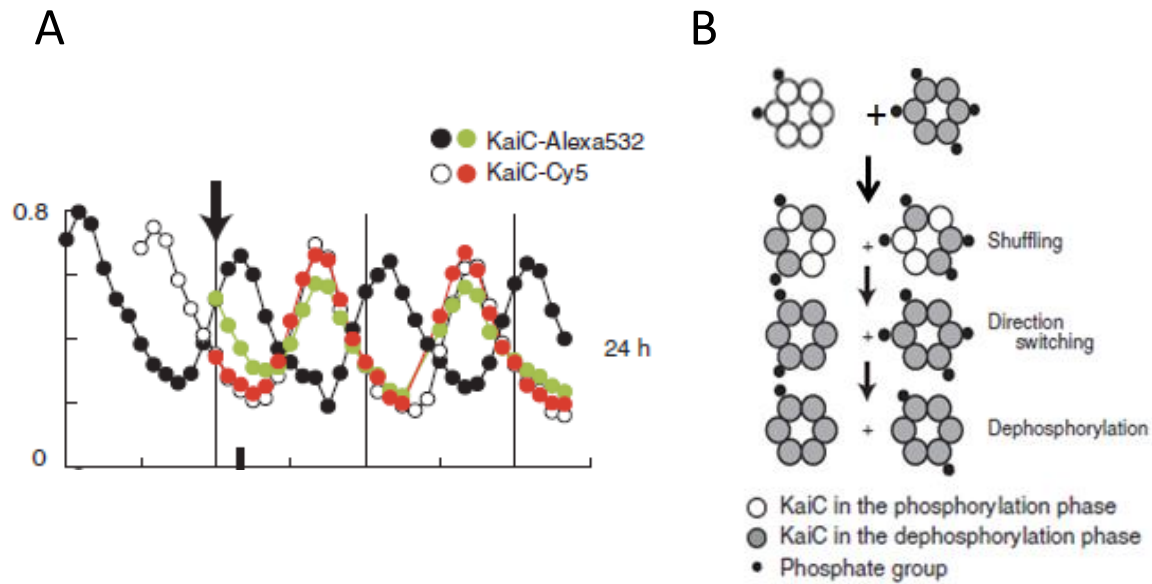 A
B
KaiC-Alexa532
KaiC-Cy5
0.8
0
24 h
+
+
Shuffling
+
Direction
switching
+
Dephosphorylation
KaiC in the phosphorylation phase
KaiC in the dephosphorylation phase
Phosphate group